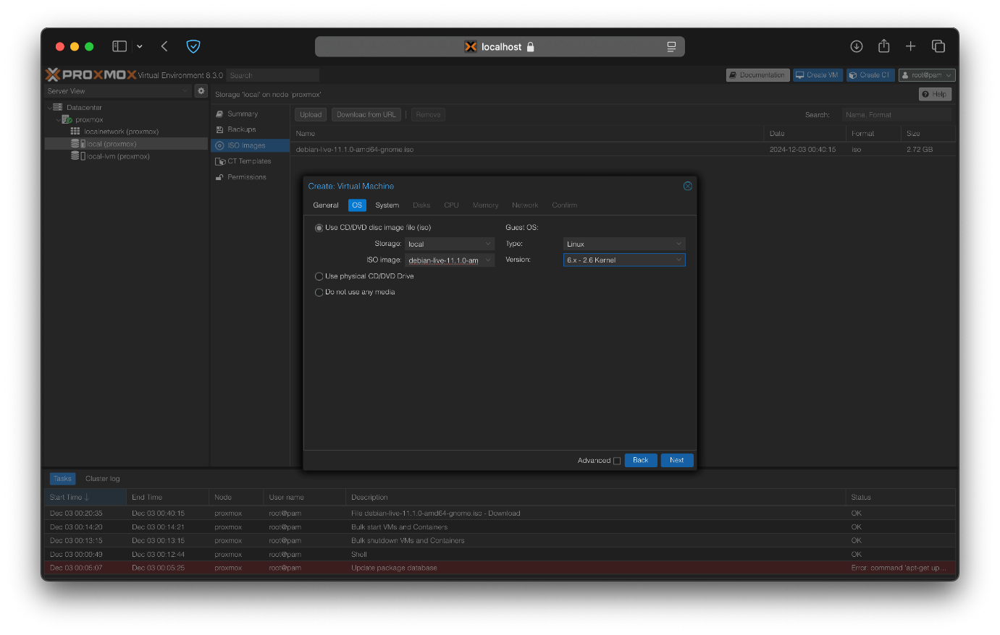 localhost
PROXMOX Virtual Environment 8.3.0 Search
Documentation Create VM Create CT root@pam
Server View
Storage 'local' on node 'proxmox'
Help
Datacenter
proxmox
localnetwork (proxmox)
local (proxmox)
local-lvm (proxmox)
Summary
Backups
ISO Images
CT Templates
Permissions
Upload Download from URL Remove Search: Name, Format
Name Date Format Size
debian-live-11.1.0-amd64-gnome.iso 2024-12-03 00:40:15 iso 2.72 GB
Create: Virtual Machine
General OS System Disks CPU Memory Network Confirm
Use CD/DVD disc image file (iso) Guest OS:
Storage: local Type: Linux
ISO image: debian-live-11.1.0-am Version: 6.x - 2.6 Kernel
Use physical CD/DVD Drive
Do not use any media
Advanced Back Next
Tasks Cluster log
Start Time ↓ End Time Node User name Description Status
Dec 03 00:20:35 Dec 03 00:40:15 proxmox root@pam File debian-live-11.1.0-amd64-gnome.iso - Download OK
Dec 03 00:14:20 Dec 03 00:14:21 proxmox root@pam Bulk start VMs and Containers OK
Dec 03 00:13:15 Dec 03 00:13:15 proxmox root@pam Bulk shutdown VMs and Containers OK
Dec 03 00:09:49 Dec 03 00:12:44 proxmox root@pam Shell OK
Dec 03 00:05:07 Dec 03 00:05:25 proxmox root@pam Update package database Error: command 'apt-get up...